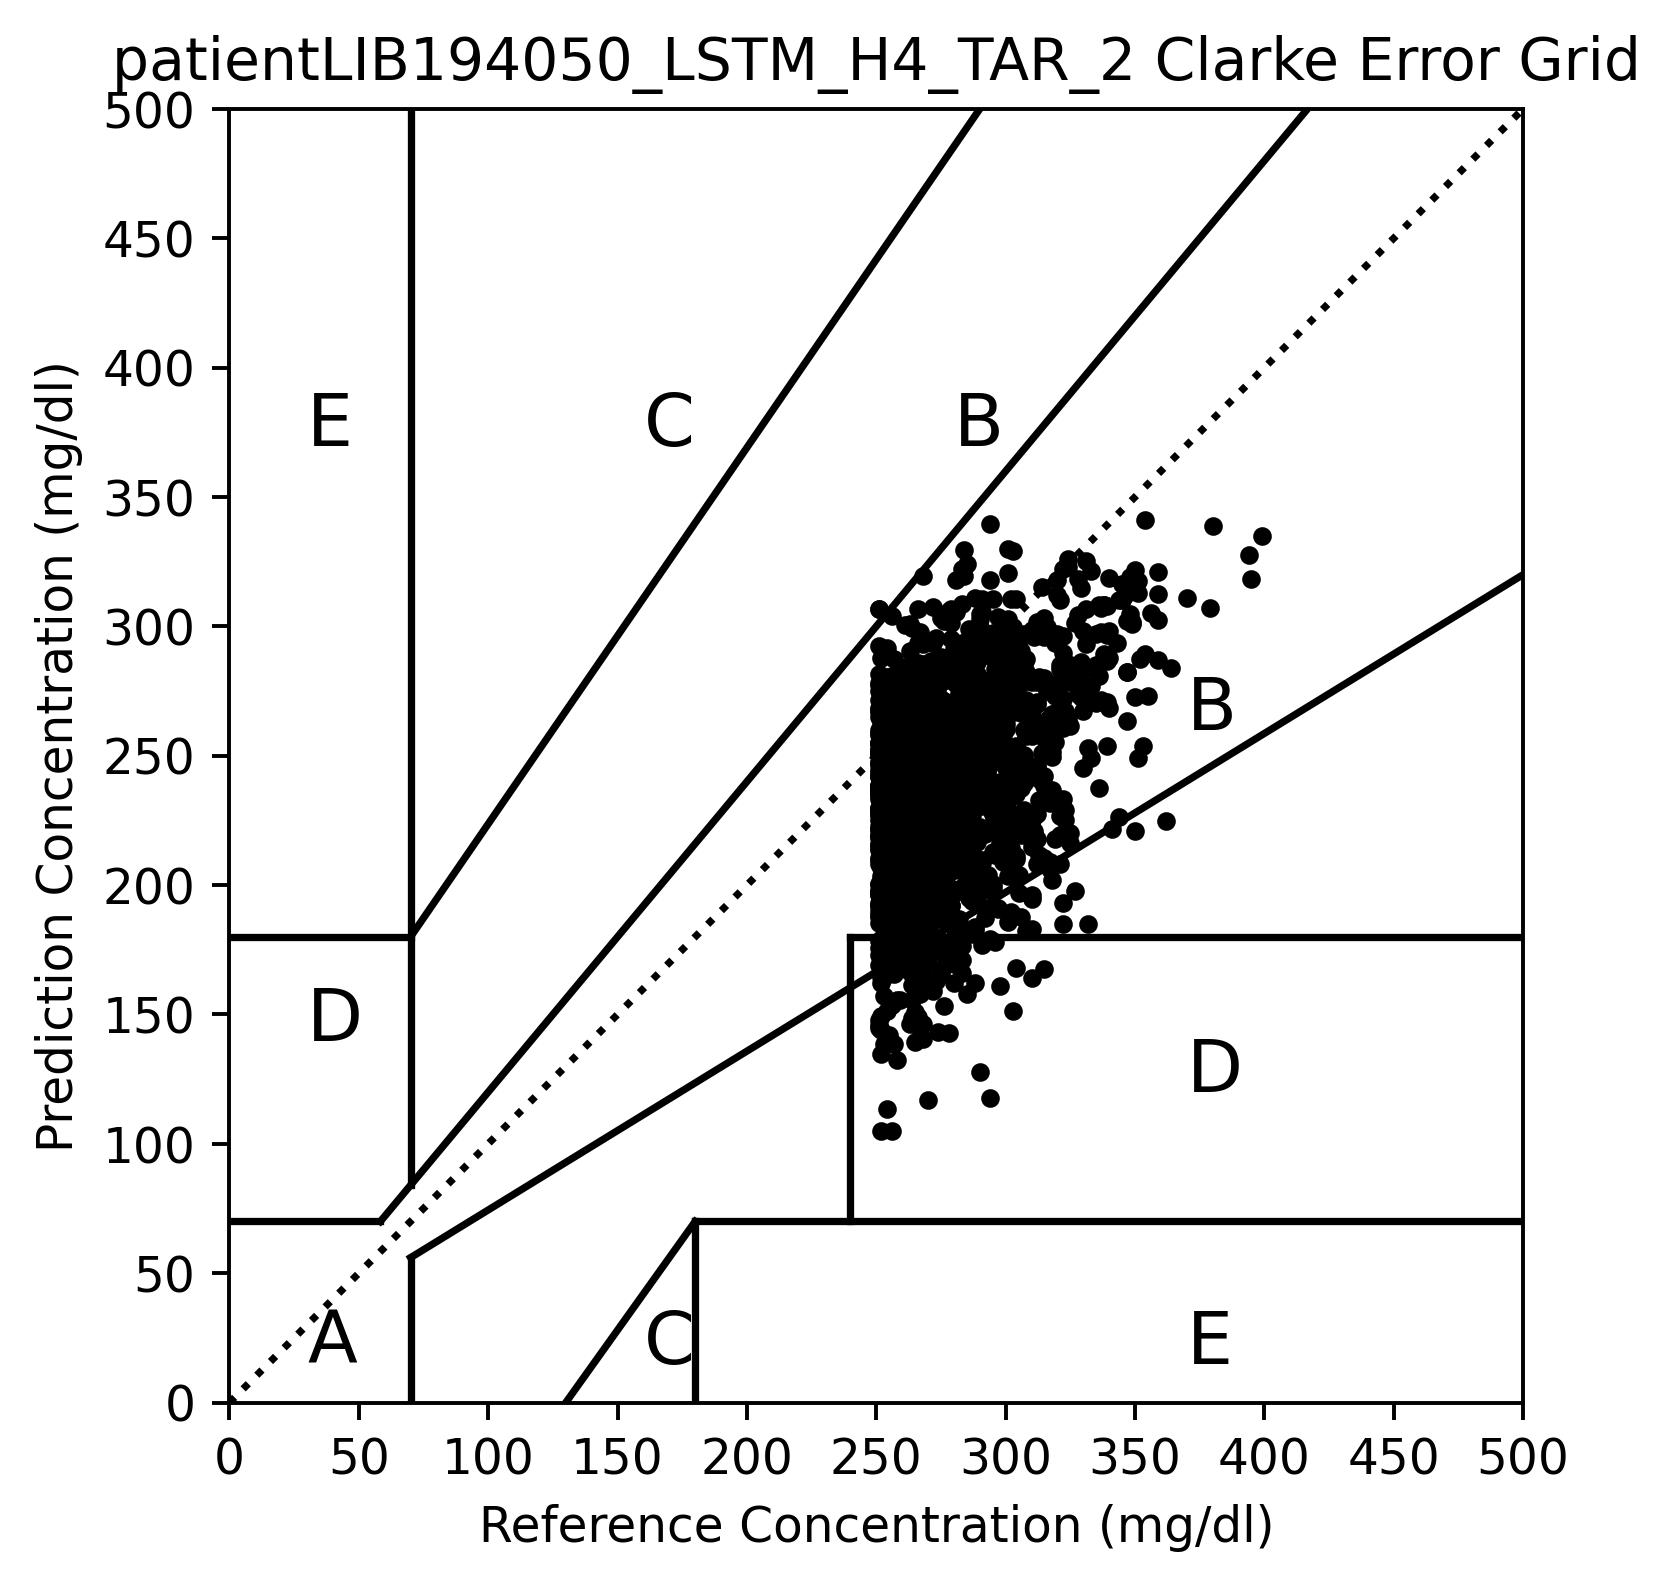 patientLIB194050_LSTM_H4_TAR_2 Clarke Error Grid
Prediction Concentration (mg/dl)
500
450
400
350
300
250
200
150
100
50
0
E
C
B
B
D
D
A
C
E
0 50 100 150 200 250 300 350 400 450 500
Reference Concentration (mg/dl)